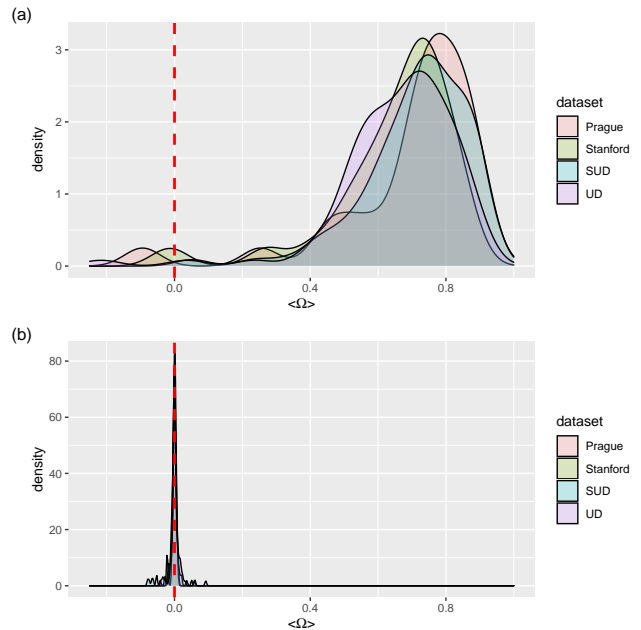 (a)
3
2
1
0
density
0.0
0.4
0.8
<Ω>
dataset
Prague
Stanford
SUD
UD
(b)
80
60
40
20
0
density
0.0
0.4
0.8
<Ω>
dataset
Prague
Stanford
SUD
UD